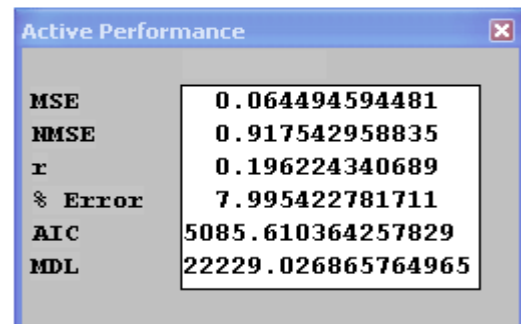 Active Performance
MSE 0.064494594481
NMSE 0.917542958835
r 0.196224340689
% Error 7.995422781711
AIC 5085.610364257829
MDL 22229.026865764965